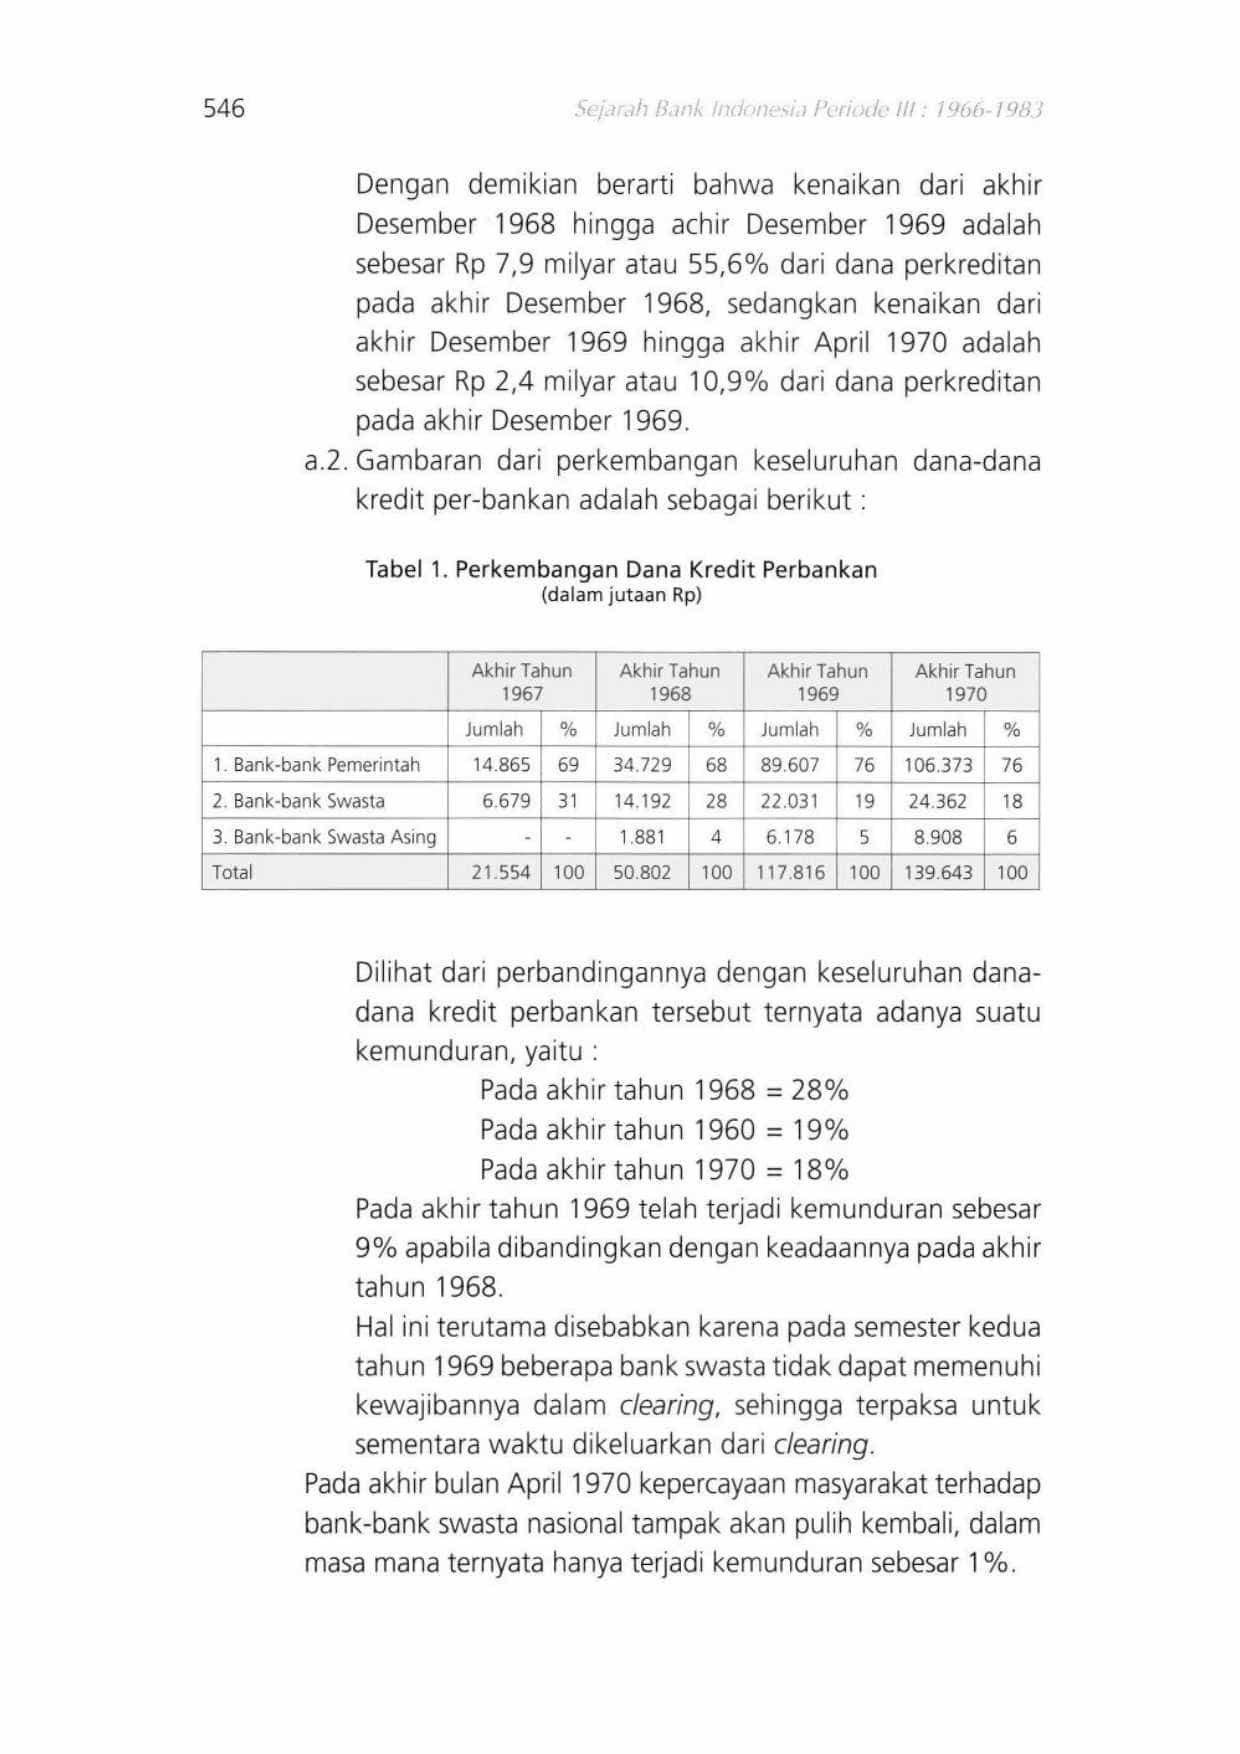 546
Sejarah Bank Indonesia Periode III : 1966-1983
Dengan demikian berarti bahwa kenaikan dari akhir
Desember 1968 hingga achir Desember 1969 adalah
sebesar Rp 7,9 milyar atau 55,6% dari dana perkreditan
pada akhir Desember 1968, sedangkan kenaikan dari
akhir Desember 1969 hingga akhir April 1970 adalah
sebesar Rp 2,4 milyar atau 10,9% dari dana perkreditan
pada akhir Desember 1969.
a.2. Gambaran dari perkembangan keseluruhan dana-dana
kredit per-bankan adalah sebagai berikut :
Tabel 1. Perkembangan Dana Kredit Perbankan
(dalam jutaan Rp)
Akhir Tahun 1967 Akhir Tahun 1968 Akhir Tahun 1969 Akhir Tahun 1970
Jumlah % Jumlah % Jumlah % Jumlah %
1. Bank-bank Pemerintah 14.865 69 34.729 68 89.607 76 106.373 76
2. Bank-bank Swasta 6.679 31 14.192 28 22.031 19 24.362 18
3. Bank-bank Swasta Asing - - 1.881 4 6.178 5 8.908 6
Total 21.554 100 50.802 100 117.816 100 139.643 100
Dilihat dari perbandingannya dengan keseluruhan dana-
dana kredit perbankan tersebut ternyata adanya suatu
kemunduran, yaitu :
Pada akhir tahun 1968 = 28%
Pada akhir tahun 1960 = 19%
Pada akhir tahun 1970 = 18%
Pada akhir tahun 1969 telah terjadi kemunduran sebesar
9% apabila dibandingkan dengan keadaannya pada akhir
tahun 1968.
Hal ini terutama disebabkan karena pada semester kedua
tahun 1969 beberapa bank swasta tidak dapat memenuhi
kewajibannya dalam clearing, sehingga terpaksa untuk
sementara waktu dikeluarkan dari clearing.
Pada akhir bulan April 1970 kepercayaan masyarakat terhadap
bank-bank swasta nasional tampak akan pulih kembali, dalam
masa mana ternyata hanya terjadi kemunduran sebesar 1%.